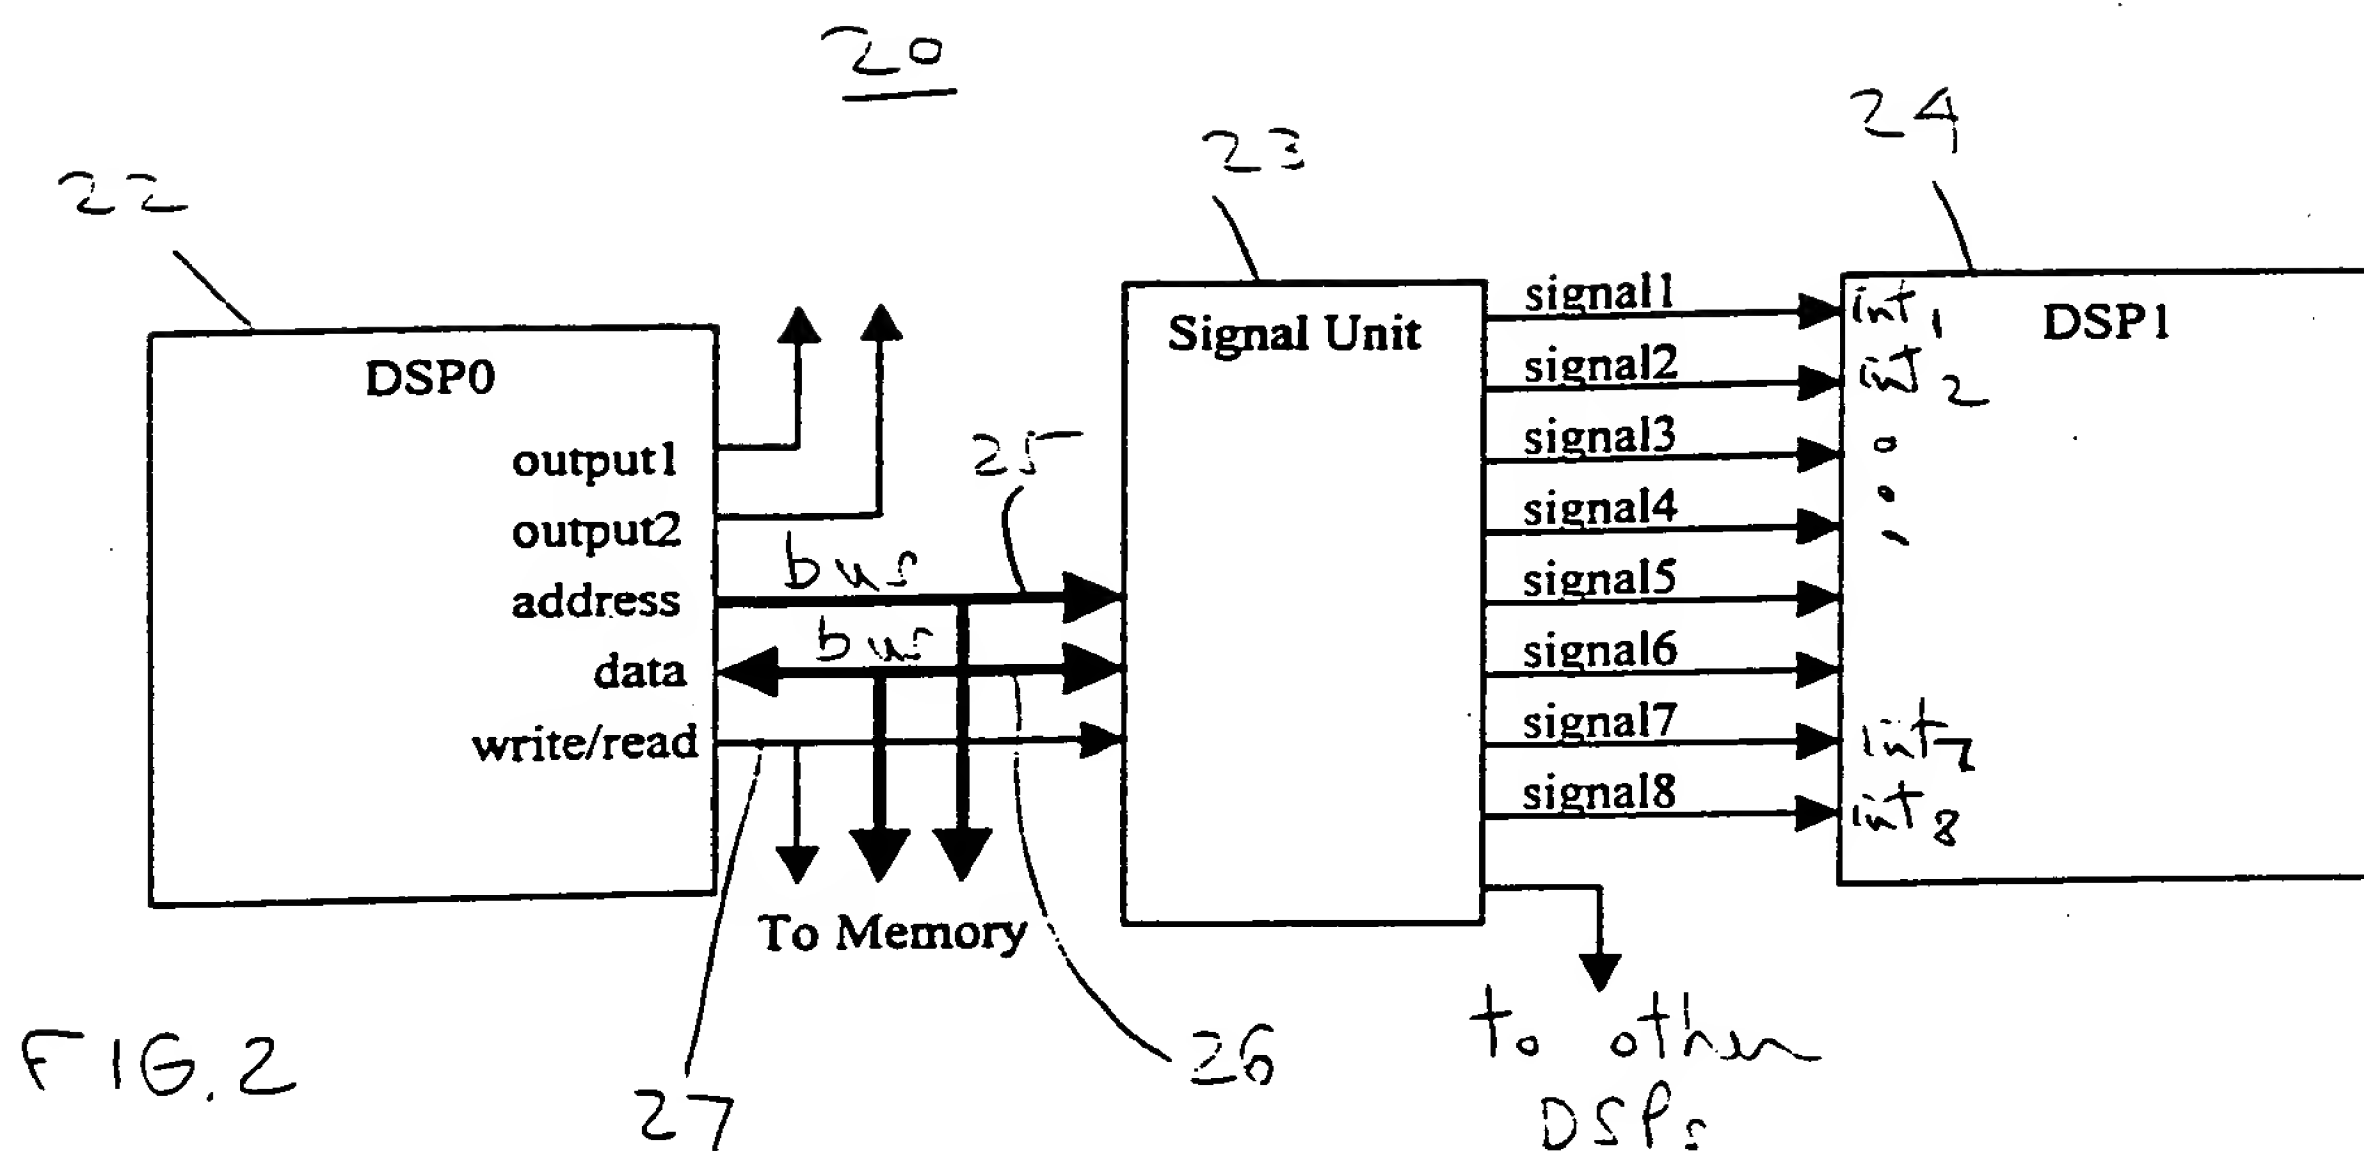 20
22
23
24
DSP0
output1
output2
address
data
write/read
bus
bus
25
26
27
To Memory
Signal Unit
signal1
signal2
signal3
signal4
signal5
signal6
signal7
signal8
int1
int2
int7
int8
DSP1
to other
DSPs
FIG.2